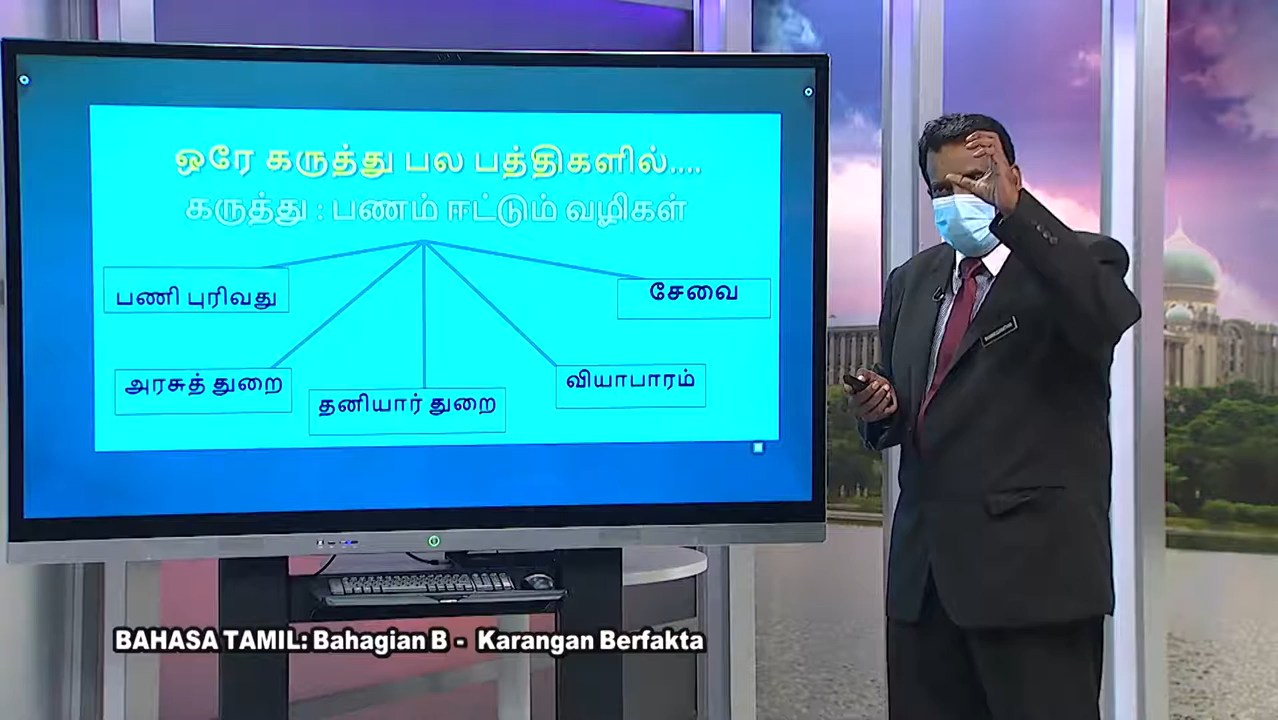 ஒரே கருத்து பல பத்திகளில்....
கருத்து : பணம் ஈட்டும் வழிகள்
பணி புரிவது
சேவை
அரசுத் துறை
தனியார் துறை
வியாபாரம்
BAHASA TAMIL: Bahagian B - Karangan Berfakta